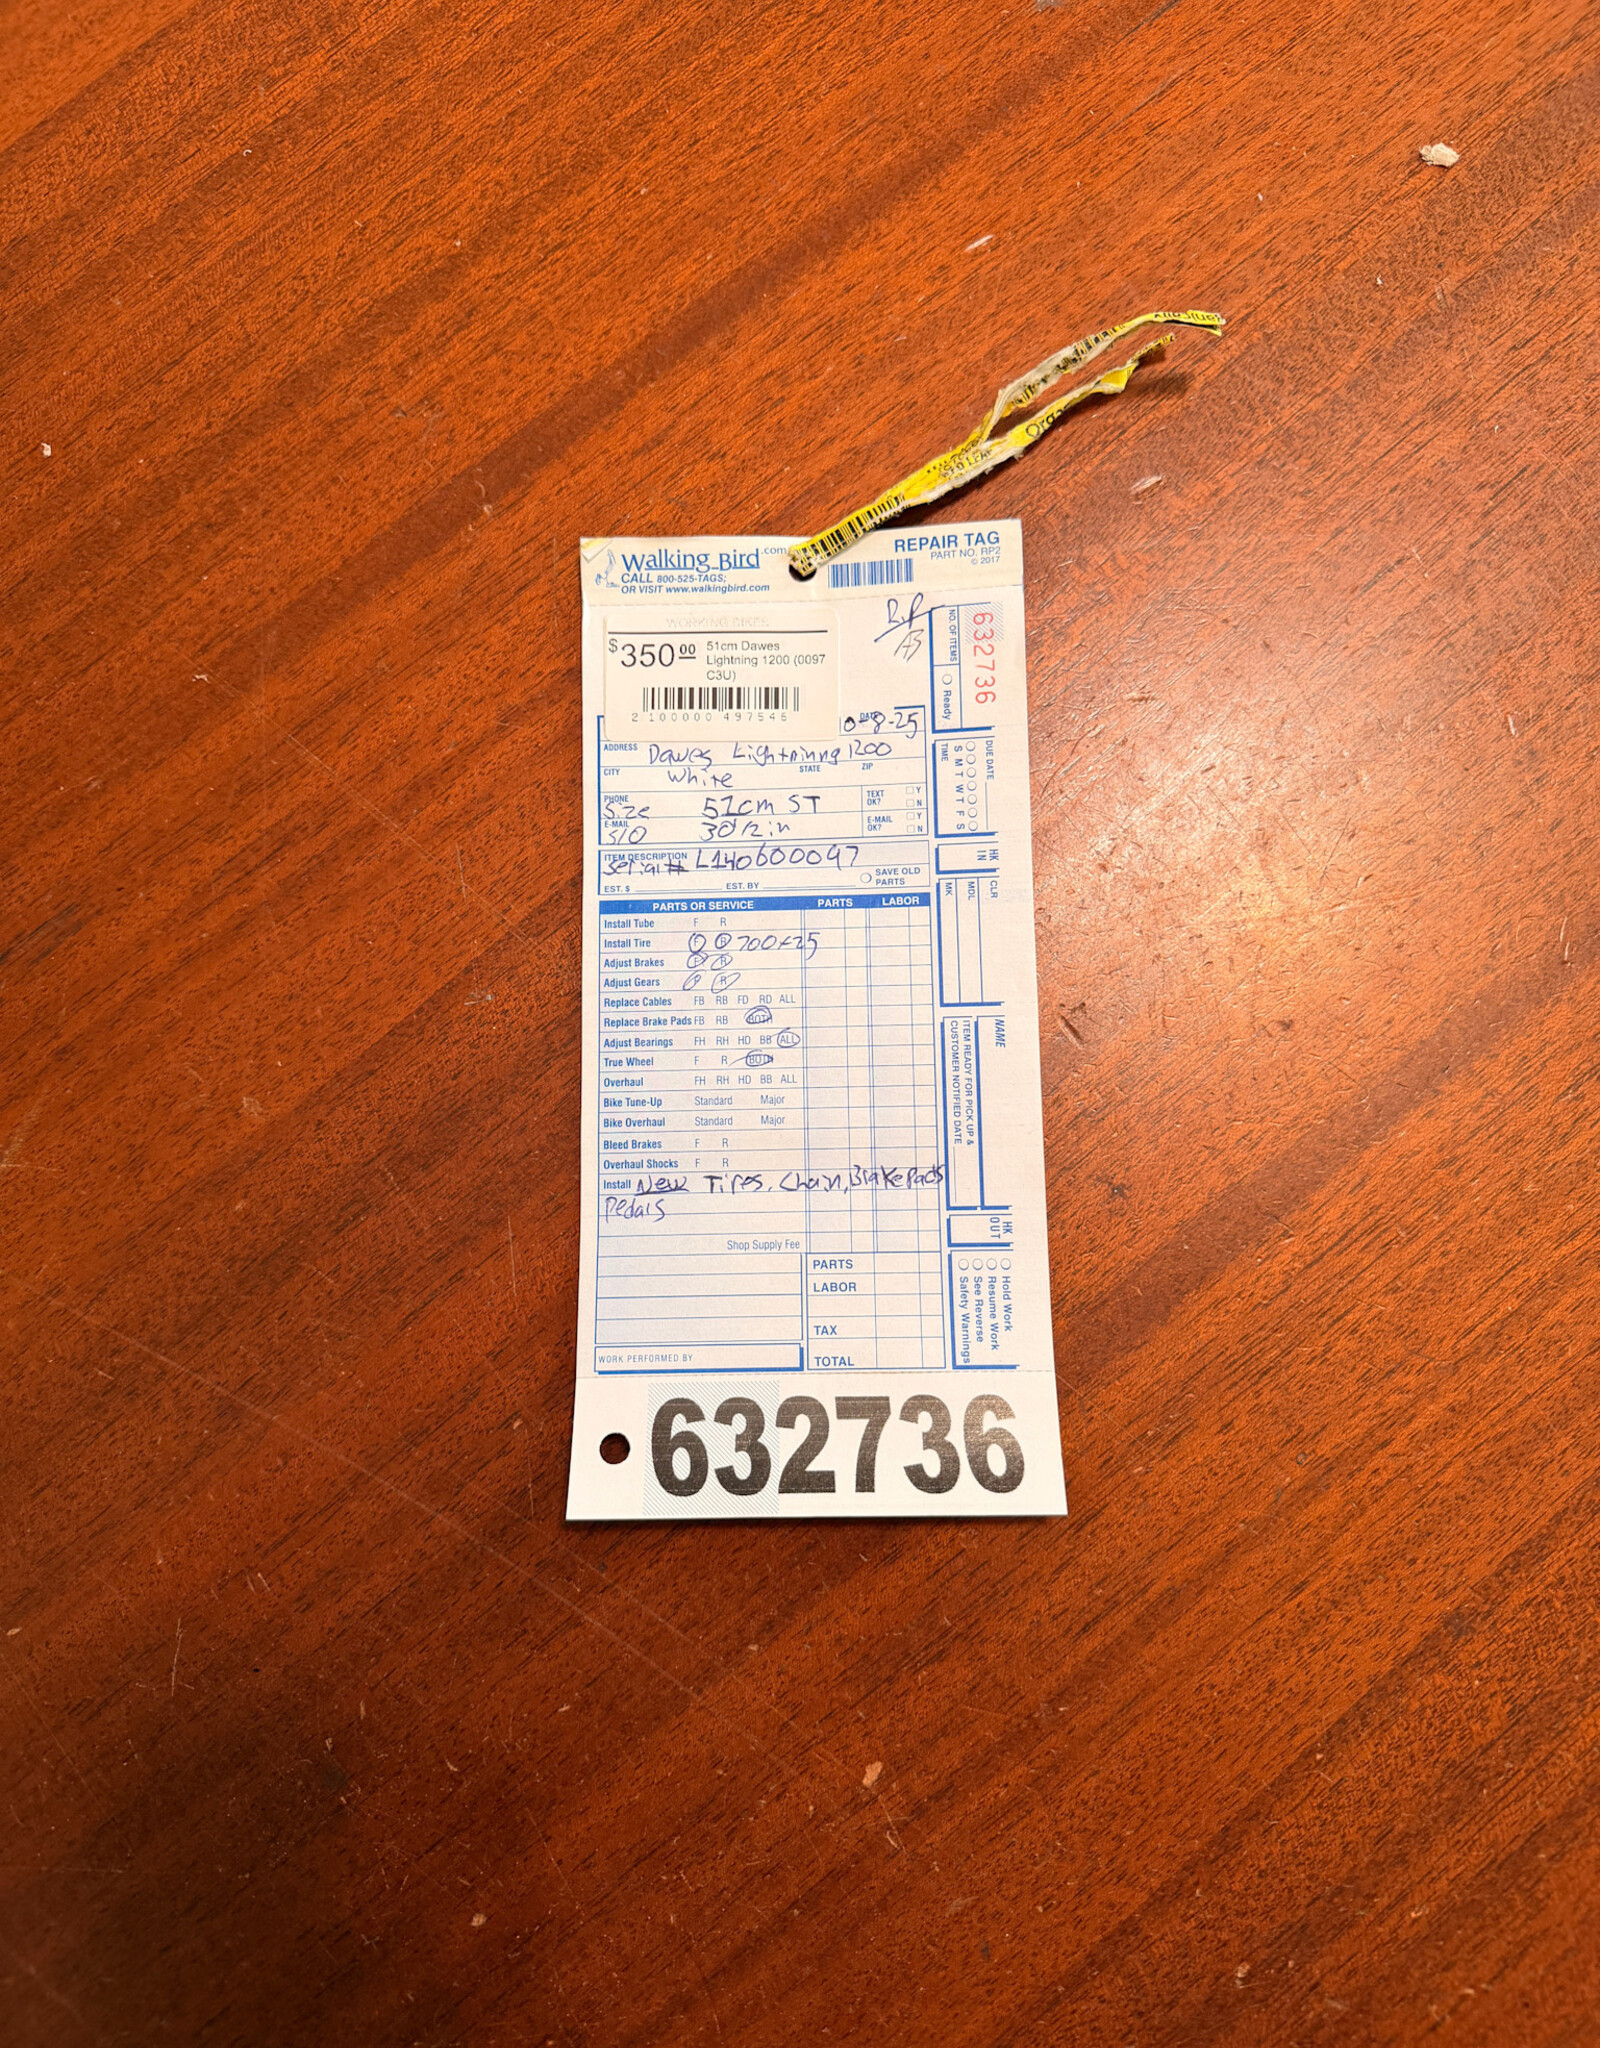 Walking Bird.com
CALL 800-525-TAGS;
OR VISIT www.walkingbird.com
REPAIR TAG
PART NO. RP2
© 2017
WORKING BIKES
$350.00
51cm Dawes
Lightning 1200 (0097
C3U)
2 100000 497546
632736
NO. OF ITEMS
Ready
DATE
0-8-25
ADDRESS Dawes Lightninng 1200
CITY White STATE ZIP
PHONE Size 51cm ST
TEXT OK? Y N
E-MAIL S/O 30 1/2 in
E-MAIL OK? Y N
ITEM DESCRIPTION
Serial # L140600097
EST. $ EST. BY
SAVE OLD PARTS
DUE DATE
S M T W T F S
TIME
HK IN
CLR
MDL
MK
PARTS OR SERVICE PARTS LABOR
Install Tube F R
Install Tire F R 700x25
Adjust Brakes F R
Adjust Gears F R
Replace Cables FB RB FD RD ALL
Replace Brake Pads FB RB BOTH
Adjust Bearings FH RH HD BB ALL
True Wheel F R BOTH
Overhaul FH RH HD BB ALL
Bike Tune-Up Standard Major
Bike Overhaul Standard Major
Bleed Brakes F R
Overhaul Shocks F R
Install New Tires, Chain, Brake Pads
Pedals
Shop Supply Fee
NAME
ITEM READY FOR PICK UP &
CUSTOMER NOTIFIED DATE
HK OUT
Hold Work
Resume Work
See Reverse
Safety Warnings
PARTS
LABOR
TAX
TOTAL
WORK PERFORMED BY
632736